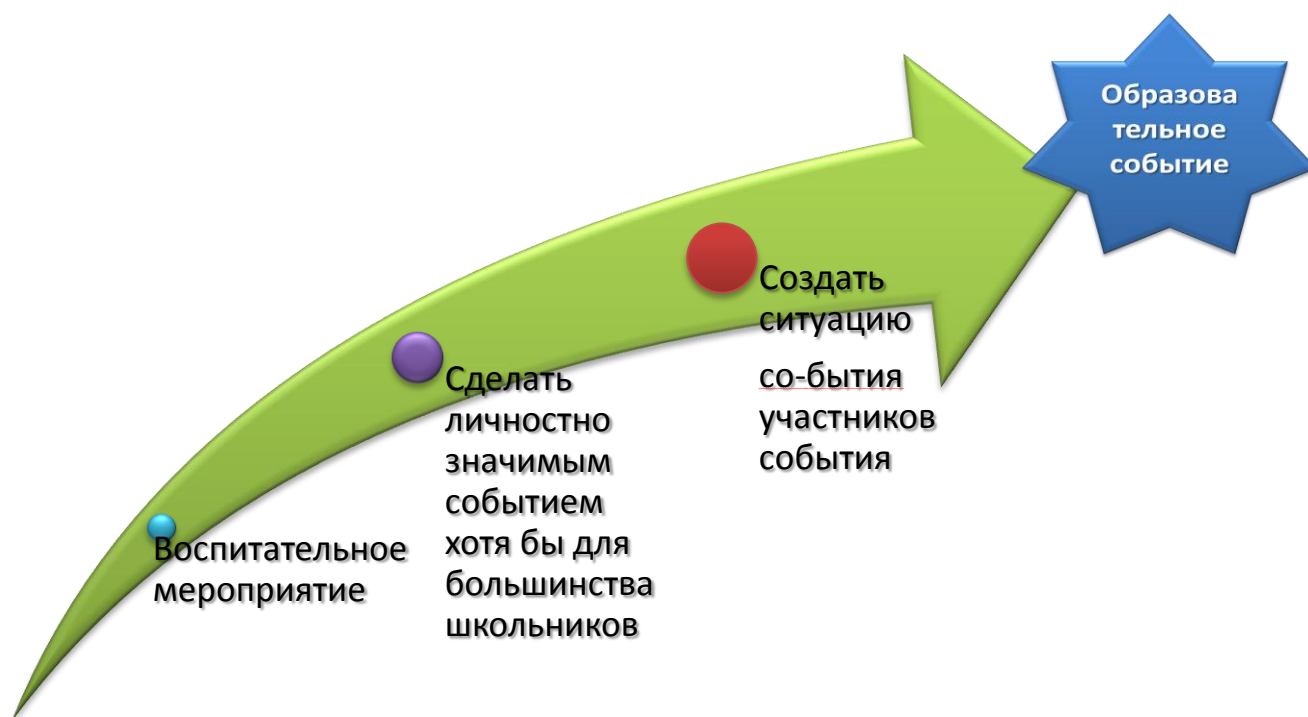 Воспитательное
мероприятие
Сделать
личностно
значимым
событием
хотя бы для
большинства
школьников
Создать
ситуацию
со-бытия
участников
события
Образова
тельное
событие